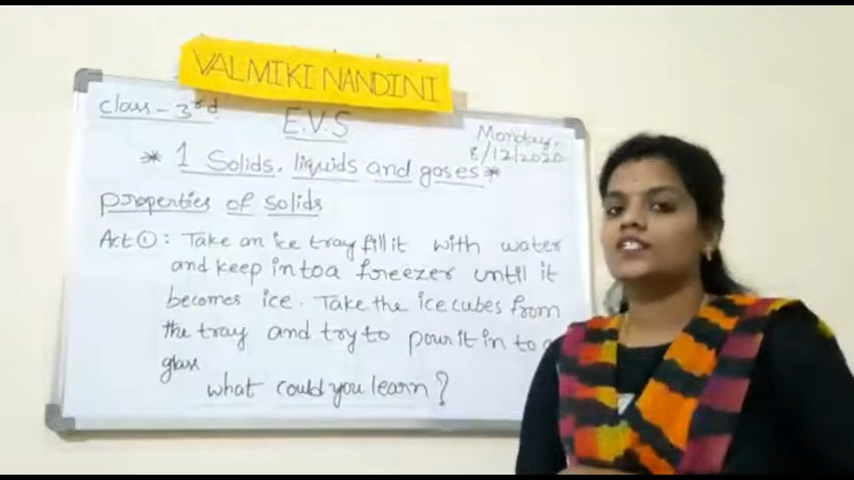 VALMIKI NANDINI
class - 3rd
E.V.S
Monday,
8/12/2020
* 1 Solids, liquids and gases *
properties of solids
Act ① : Take an ice tray fill it with water
and keep in to a freezer until it
becomes ice. Take the ice cubes from
the tray and try to pour it in to a
glass
what could you learn?